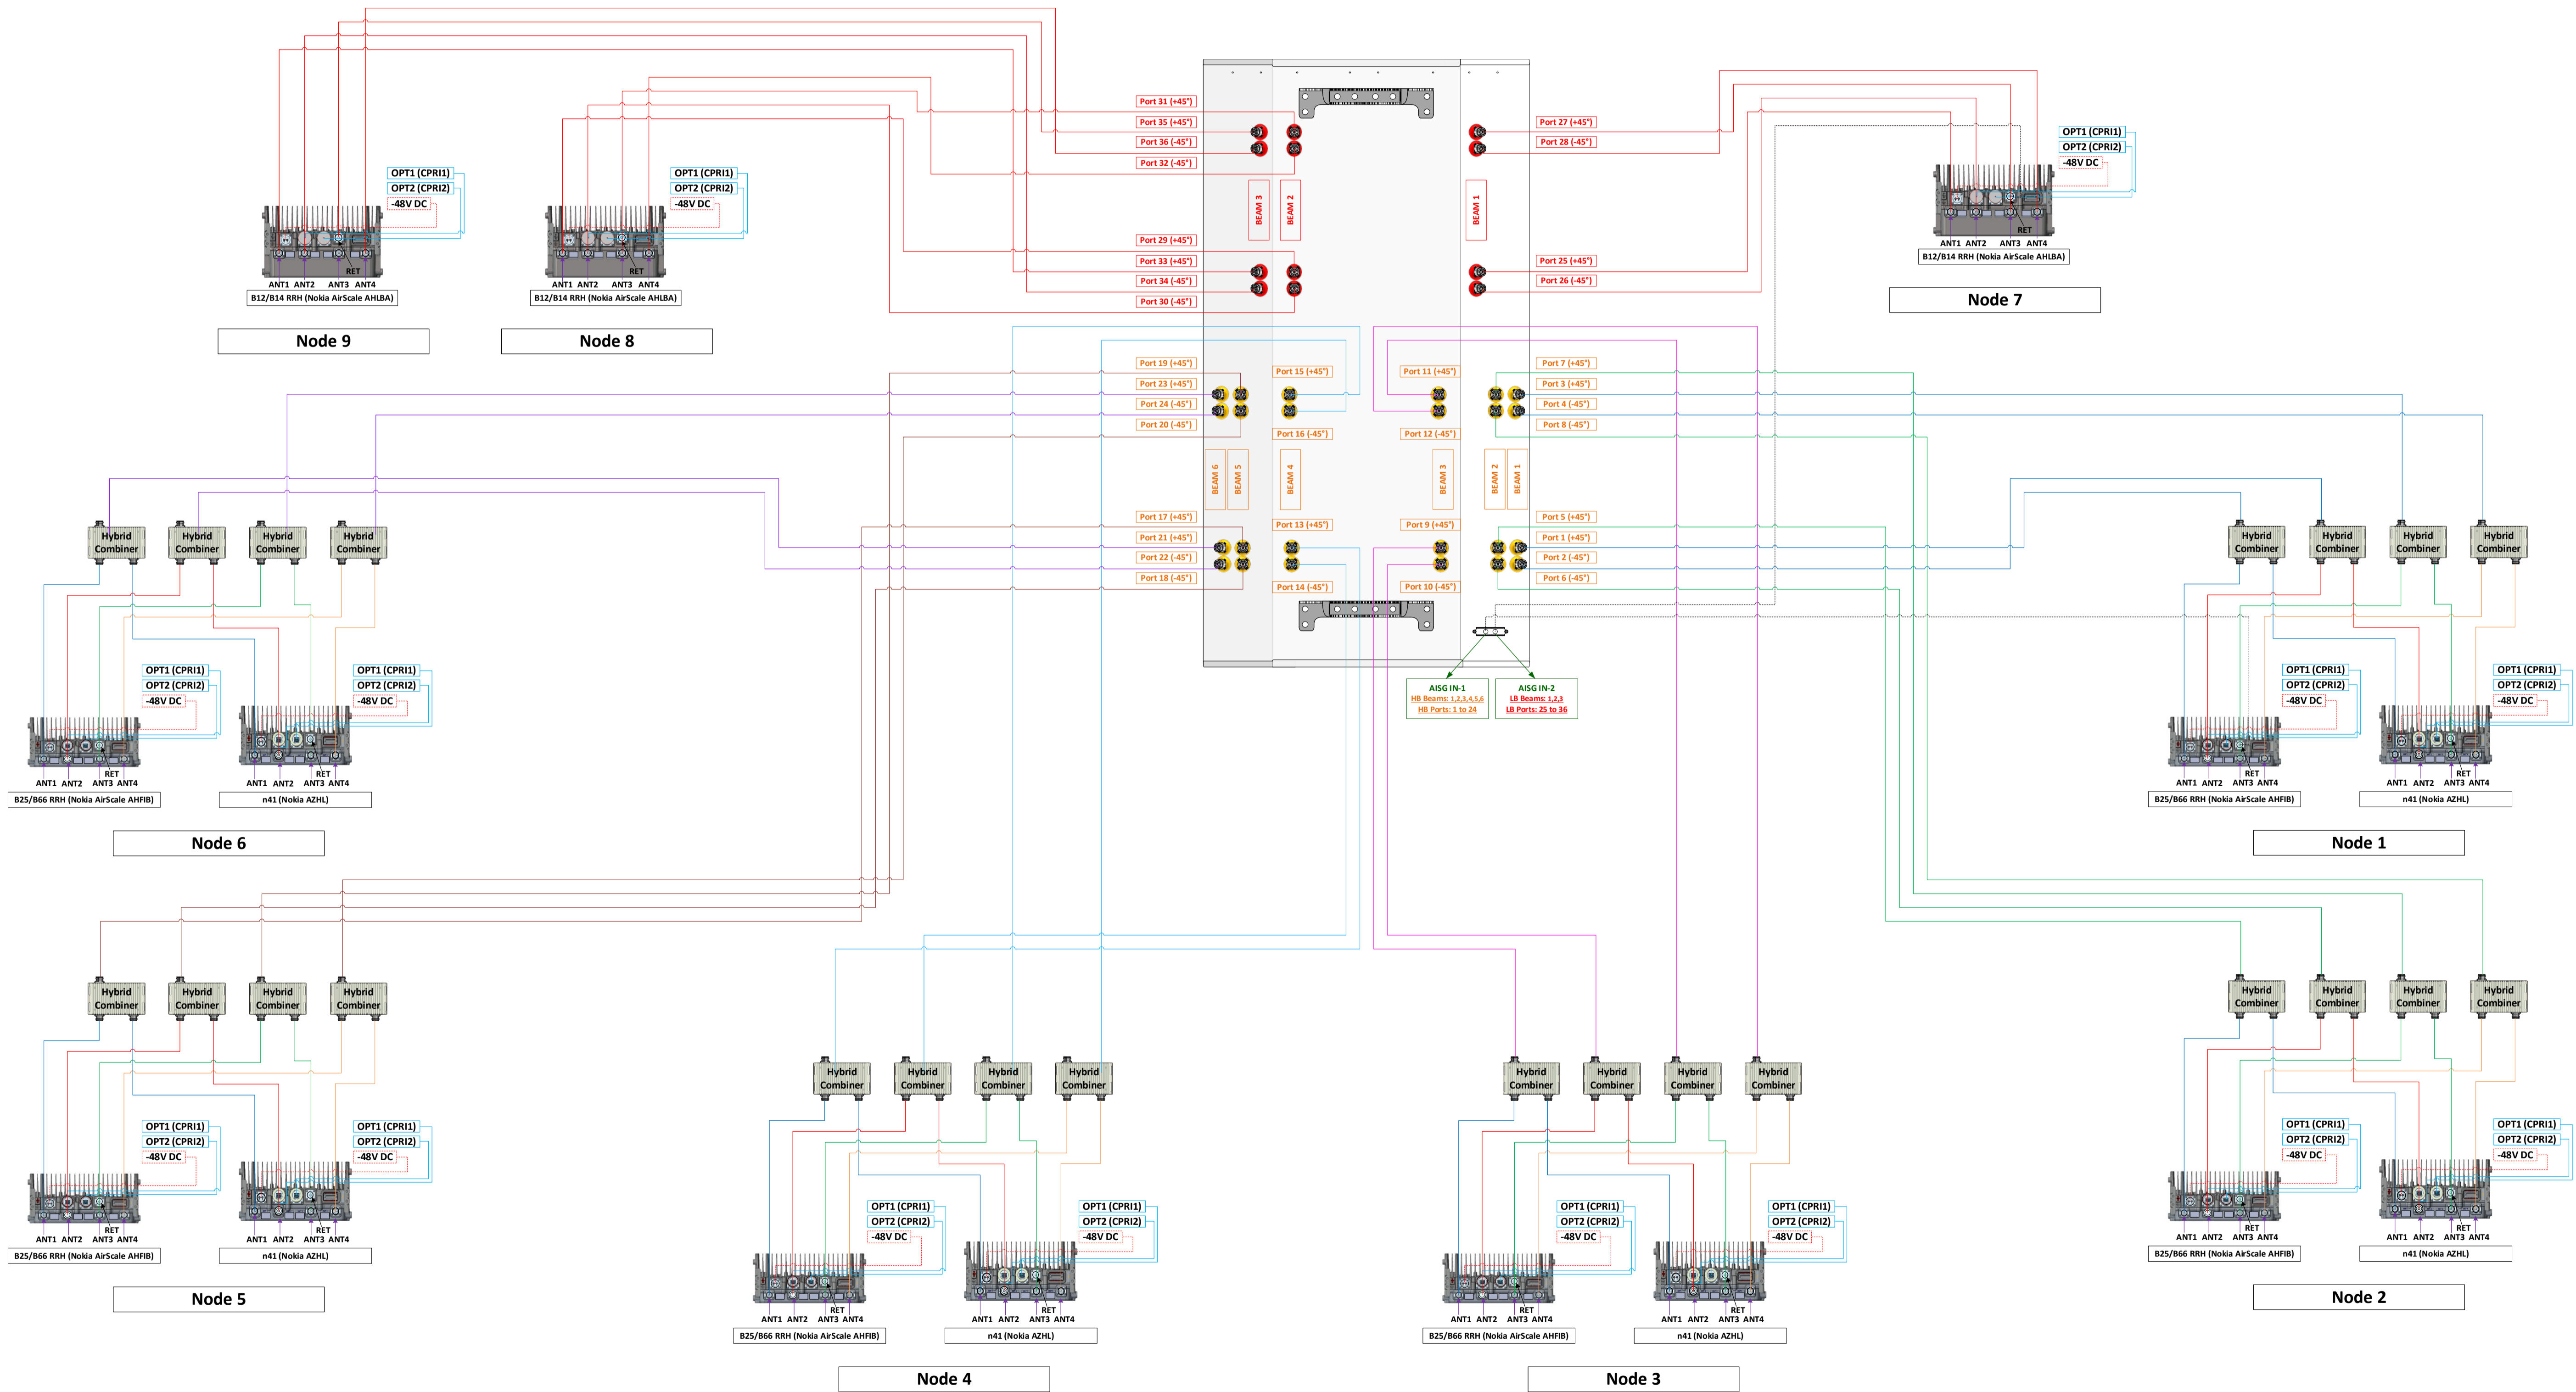 Port 31 (+45°)
Port 35 (+45°)
Port 36 (-45°)
Port 32 (-45°)
Port 27 (+45°)
Port 28 (-45°)
BEAM 3
BEAM 2
BEAM 1
Port 29 (+45°)
Port 33 (+45°)
Port 34 (-45°)
Port 30 (-45°)
Port 25 (+45°)
Port 26 (-45°)
OPT1 (CPRI1)
OPT2 (CPRI2)
-48V DC
RET
ANT1 ANT2 ANT3 ANT4
B12/B14 RRH (Nokia AirScale AHLBA)
Node 9
OPT1 (CPRI1)
OPT2 (CPRI2)
-48V DC
RET
ANT1 ANT2 ANT3 ANT4
B12/B14 RRH (Nokia AirScale AHLBA)
Node 8
OPT1 (CPRI1)
OPT2 (CPRI2)
-48V DC
RET
ANT1 ANT2 ANT3 ANT4
B12/B14 RRH (Nokia AirScale AHLBA)
Node 7
Port 19 (+45°)
Port 23 (+45°)
Port 24 (-45°)
Port 20 (-45°)
Port 15 (+45°)
Port 16 (-45°)
Port 11 (+45°)
Port 12 (-45°)
Port 7 (+45°)
Port 3 (+45°)
Port 4 (-45°)
Port 8 (-45°)
BEAM 6
BEAM 5
BEAM 4
BEAM 3
BEAM 2
BEAM 1
Port 17 (+45°)
Port 21 (+45°)
Port 22 (-45°)
Port 18 (-45°)
Port 13 (+45°)
Port 14 (-45°)
Port 9 (+45°)
Port 10 (-45°)
Port 5 (+45°)
Port 1 (+45°)
Port 2 (-45°)
Port 6 (-45°)
AISG IN-1
HB Beams: 1,2,3,4,5,6
HB Ports: 1 to 24
AISG IN-2
LB Beams: 1,2,3
LB Ports: 25 to 36
Hybrid
Combiner
Hybrid
Combiner
Hybrid
Combiner
Hybrid
Combiner
OPT1 (CPRI1)
OPT2 (CPRI2)
-48V DC
OPT1 (CPRI1)
OPT2 (CPRI2)
-48V DC
RET
ANT1 ANT2 ANT3 ANT4
RET
ANT1 ANT2 ANT3 ANT4
B25/B66 RRH (Nokia AirScale AHFIB)
n41 (Nokia AZHL)
Node 6
Hybrid
Combiner
Hybrid
Combiner
Hybrid
Combiner
Hybrid
Combiner
OPT1 (CPRI1)
OPT2 (CPRI2)
-48V DC
OPT1 (CPRI1)
OPT2 (CPRI2)
-48V DC
RET
ANT1 ANT2 ANT3 ANT4
RET
ANT1 ANT2 ANT3 ANT4
B25/B66 RRH (Nokia AirScale AHFIB)
n41 (Nokia AZHL)
Node 1
Hybrid
Combiner
Hybrid
Combiner
Hybrid
Combiner
Hybrid
Combiner
OPT1 (CPRI1)
OPT2 (CPRI2)
-48V DC
OPT1 (CPRI1)
OPT2 (CPRI2)
-48V DC
RET
ANT1 ANT2 ANT3 ANT4
RET
ANT1 ANT2 ANT3 ANT4
B25/B66 RRH (Nokia AirScale AHFIB)
n41 (Nokia AZHL)
Node 5
Hybrid
Combiner
Hybrid
Combiner
Hybrid
Combiner
Hybrid
Combiner
OPT1 (CPRI1)
OPT2 (CPRI2)
-48V DC
OPT1 (CPRI1)
OPT2 (CPRI2)
-48V DC
RET
ANT1 ANT2 ANT3 ANT4
RET
ANT1 ANT2 ANT3 ANT4
B25/B66 RRH (Nokia AirScale AHFIB)
n41 (Nokia AZHL)
Node 4
Hybrid
Combiner
Hybrid
Combiner
Hybrid
Combiner
Hybrid
Combiner
OPT1 (CPRI1)
OPT2 (CPRI2)
-48V DC
OPT1 (CPRI1)
OPT2 (CPRI2)
-48V DC
RET
ANT1 ANT2 ANT3 ANT4
RET
ANT1 ANT2 ANT3 ANT4
B25/B66 RRH (Nokia AirScale AHFIB)
n41 (Nokia AZHL)
Node 3
Hybrid
Combiner
Hybrid
Combiner
Hybrid
Combiner
Hybrid
Combiner
OPT1 (CPRI1)
OPT2 (CPRI2)
-48V DC
OPT1 (CPRI1)
OPT2 (CPRI2)
-48V DC
RET
ANT1 ANT2 ANT3 ANT4
RET
ANT1 ANT2 ANT3 ANT4
B25/B66 RRH (Nokia AirScale AHFIB)
n41 (Nokia AZHL)
Node 2